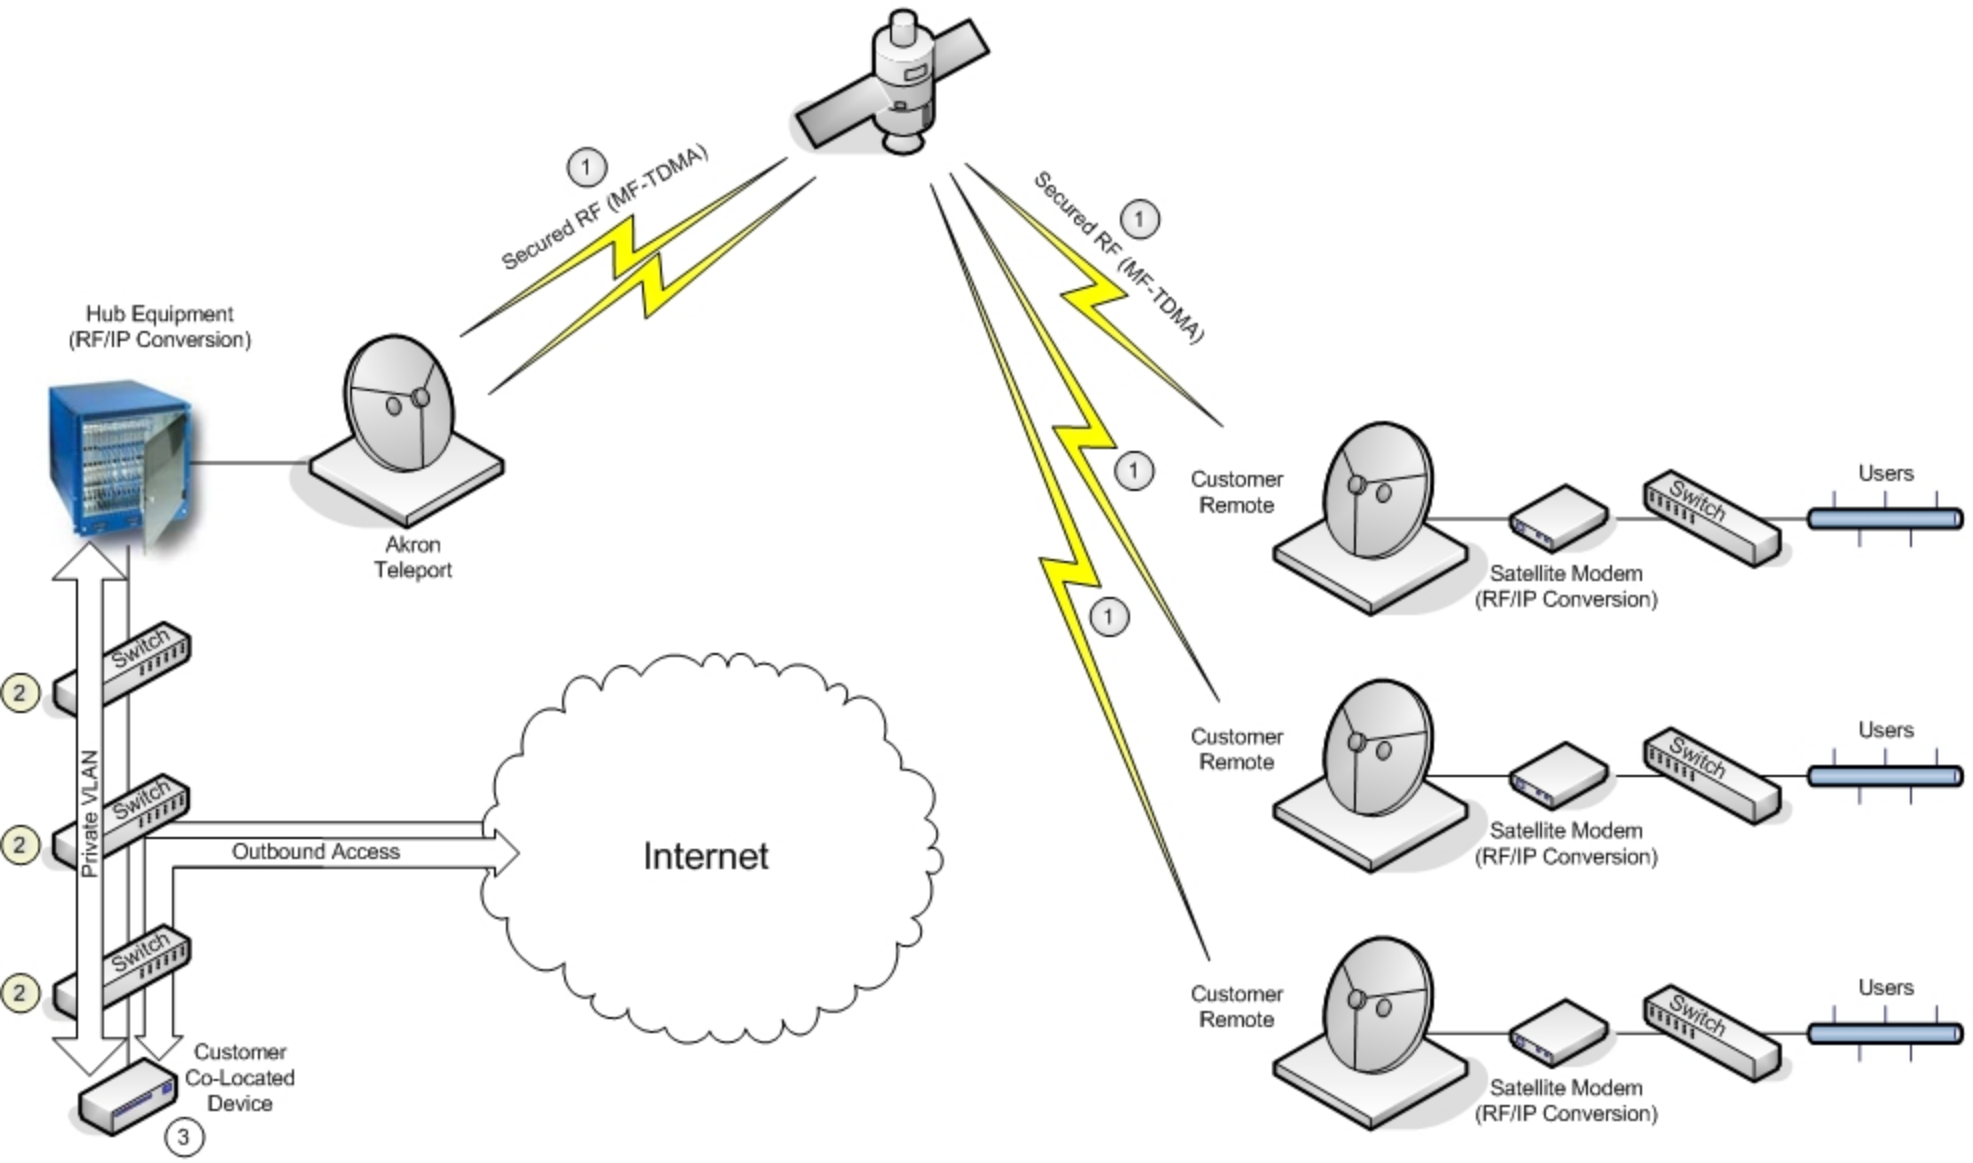 1
Secured RF (MF-TDMA)
1
Secured RF (MF-TDMA)
Hub Equipment
(RF/IP Conversion)
Akron
Teleport
1
1
Customer
Remote
Switch
Users
Satellite Modem
(RF/IP Conversion)
Customer
Remote
Switch
Users
Satellite Modem
(RF/IP Conversion)
Customer
Remote
Switch
Users
Satellite Modem
(RF/IP Conversion)
Switch
2
Private VLAN
Switch
2
Outbound Access
Internet
Switch
2
Customer
Co-Located
Device
3